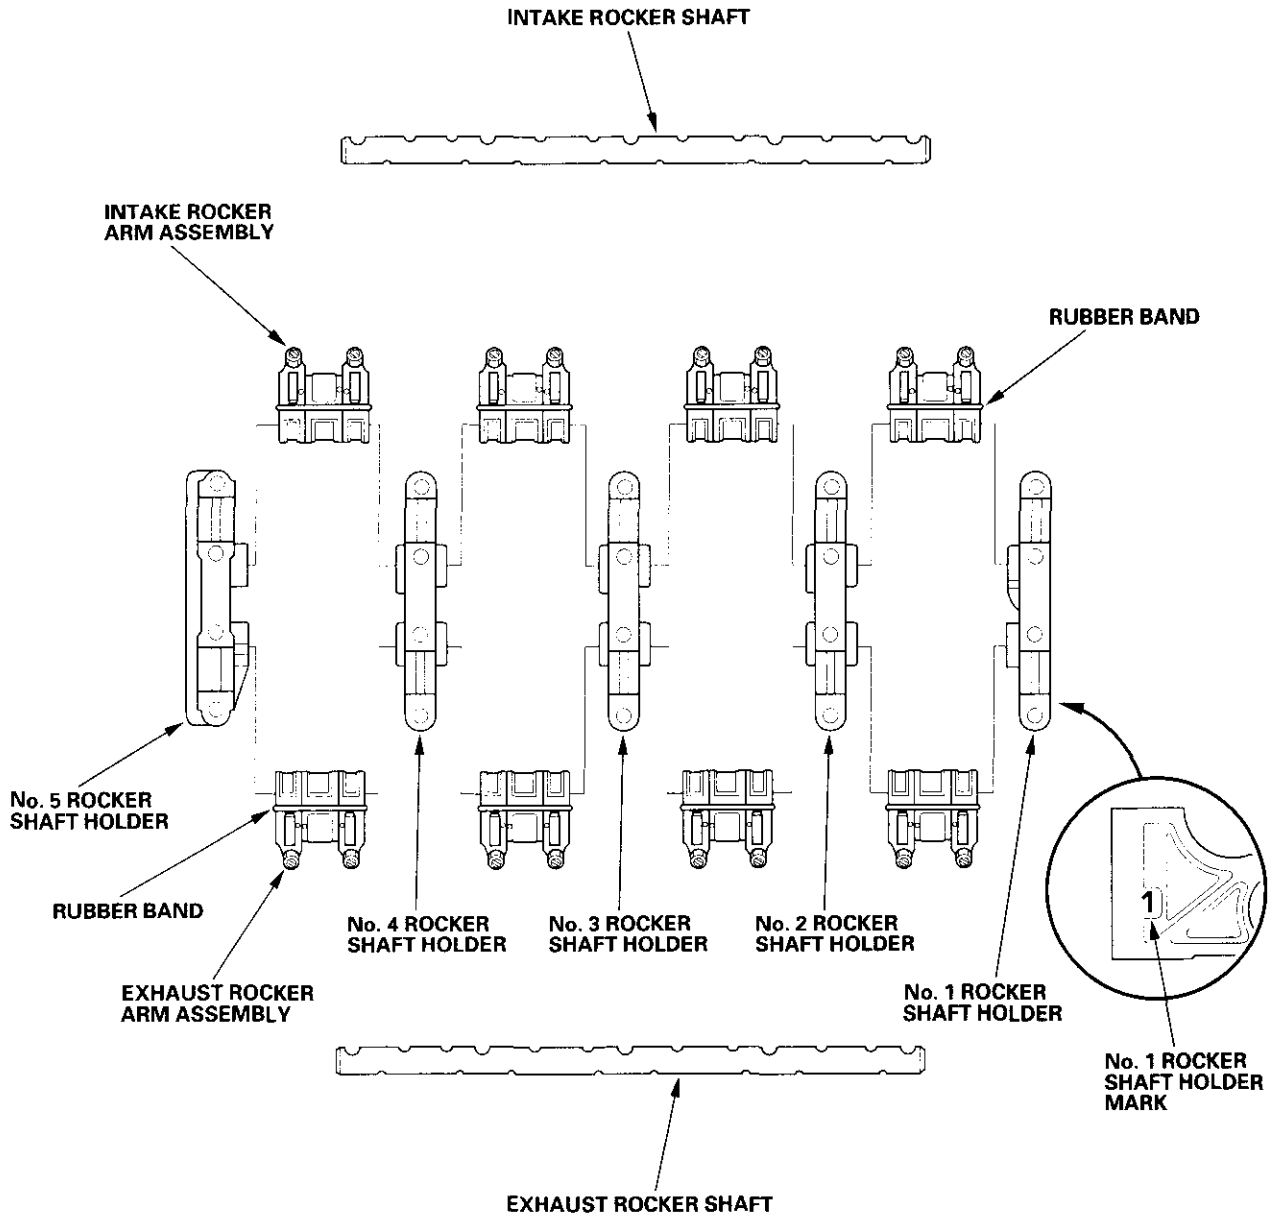 INTAKE ROCKER SHAFT
INTAKE ROCKER
ARM ASSEMBLY
RUBBER BAND
No. 5 ROCKER
SHAFT HOLDER
RUBBER BAND
No. 4 ROCKER
SHAFT HOLDER
No. 3 ROCKER
SHAFT HOLDER
No. 2 ROCKER
SHAFT HOLDER
1
EXHAUST ROCKER
ARM ASSEMBLY
No. 1 ROCKER
SHAFT HOLDER
No. 1 ROCKER
SHAFT HOLDER
MARK
EXHAUST ROCKER SHAFT